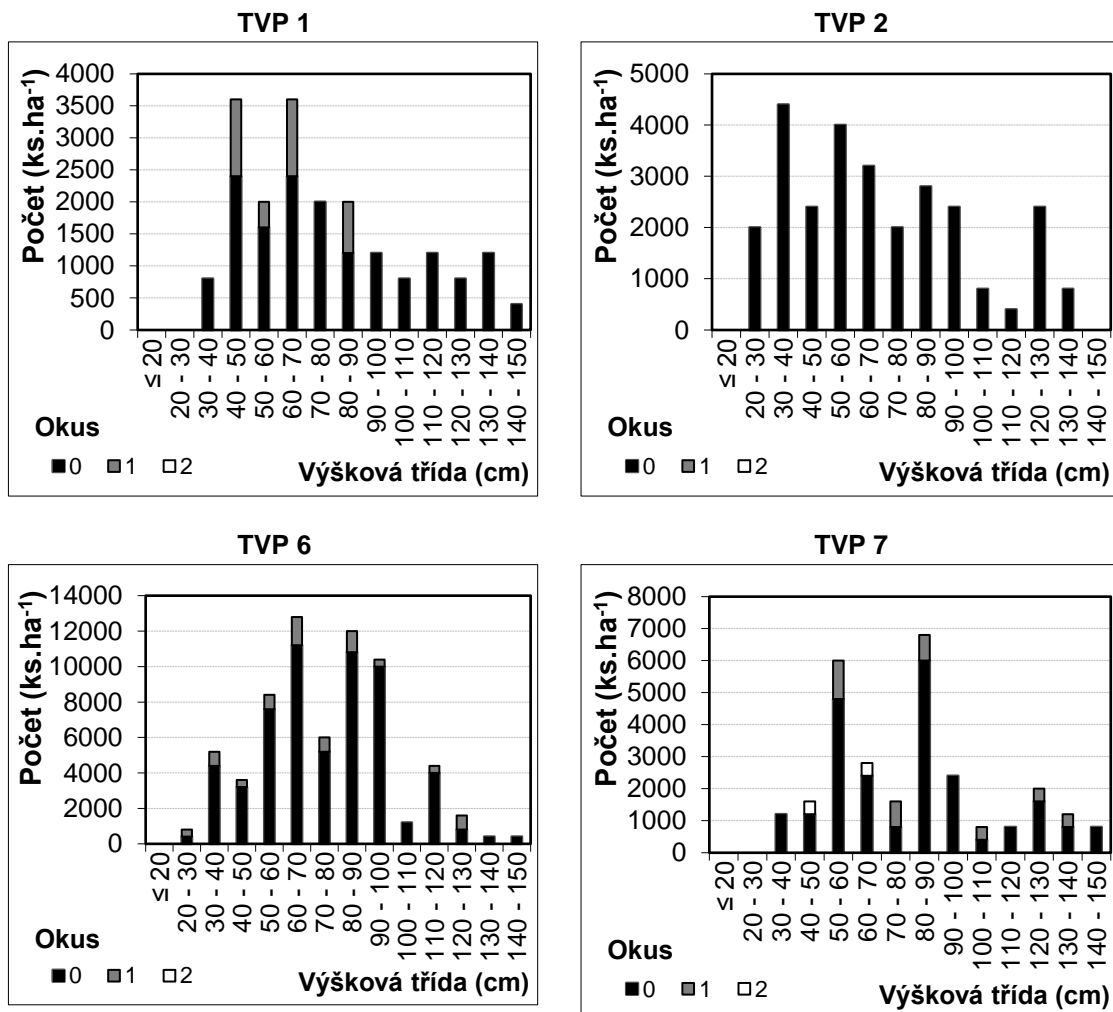 TVP 1
Počet (ks.ha-1)
4000
3500
3000
2500
2000
1500
1000
500
0
≤ 20
20 - 30
30 - 40
40 - 50
50 - 60
60 - 70
70 - 80
80 - 90
90 - 100
100 - 110
110 - 120
120 - 130
130 - 140
140 - 150
Okus
0 1 2
Výšková třída (cm)
TVP 2
Počet (ks.ha-1)
5000
4000
3000
2000
1000
0
≤ 20
20 - 30
30 - 40
40 - 50
50 - 60
60 - 70
70 - 80
80 - 90
90 - 100
100 - 110
110 - 120
120 - 130
130 - 140
140 - 150
Okus
0 1 2
Výšková třída (cm)
TVP 6
Počet (ks.ha-1)
14000
12000
10000
8000
6000
4000
2000
0
≤ 20
20 - 30
30 - 40
40 - 50
50 - 60
60 - 70
70 - 80
80 - 90
90 - 100
100 - 110
110 - 120
120 - 130
130 - 140
140 - 150
Okus
0 1 2
Výšková třída (cm)
TVP 7
Počet (ks.ha-1)
8000
7000
6000
5000
4000
3000
2000
1000
0
≤ 20
20 - 30
30 - 40
40 - 50
50 - 60
60 - 70
70 - 80
80 - 90
90 - 100
100 - 110
110 - 120
120 - 130
130 - 140
140 - 150
Okus
0 1 2
Výšková třída (cm)